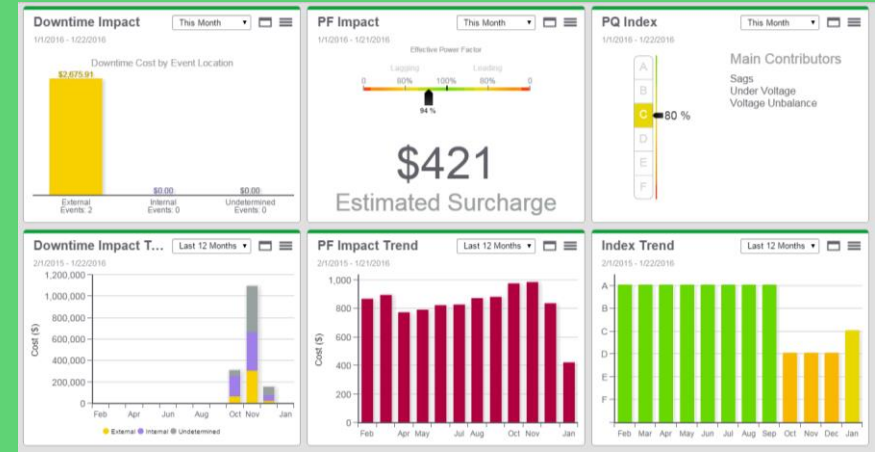 Downtime Impact
This Month
1/1/2016 - 1/22/2016
Downtime Cost by Event Location
$2,675.91
$0.00
$0.00
External
Events: 2
Internal
Events: 0
Undetermined
Events: 0
PF Impact
This Month
1/1/2016 - 1/21/2016
Effective Power Factor
Lagging
Leading
0 80% 100% 80% 0
94 %
$421
Estimated Surcharge
PQ Index
This Month
1/1/2016 - 1/22/2016
A
B
C
D
E
F
80 %
Main Contributors
Sags
Under Voltage
Voltage Unbalance
Downtime Impact T...
Last 12 Months
2/1/2015 - 1/22/2016
Cost ($)
1,200,000
1,000,000
800,000
600,000
400,000
200,000
0
Feb Apr Jun Aug Oct Nov Jan
External Internal Undetermined
PF Impact Trend
Last 12 Months
2/1/2015 - 1/21/2016
Cost ($)
1,000
800
600
400
200
0
Feb Apr May Jul Aug Oct Nov Jan
Index Trend
Last 12 Months
2/1/2015 - 1/22/2016
A
B
C
D
E
F
Feb Mar Apr May Jun Jul Aug Sep Oct Nov Dec Jan